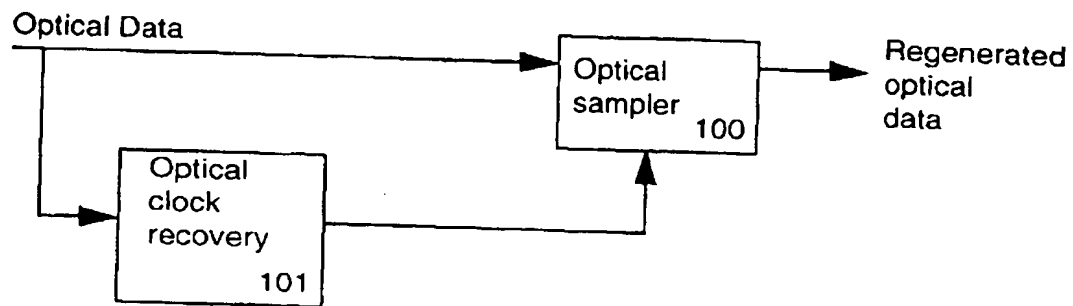 Optical Data
Optical
sampler
100
Regenerated
optical
data
Optical
clock
recovery
101